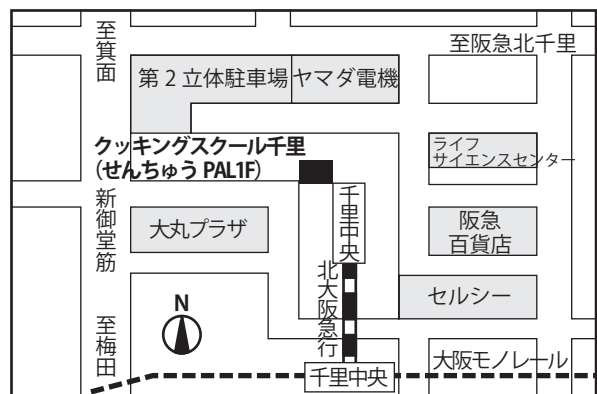 至箕面
至阪急北千里
第2立体駐車場
ヤマダ電機
クッキングスクール千里
(せんちゅう PAL1F)
ライフ
サイエンスセンター
千里中央
新御堂筋
大丸プラザ
阪急
百貨店
北大阪急行
セルシー
N
至梅田
大阪モノレール
千里中央